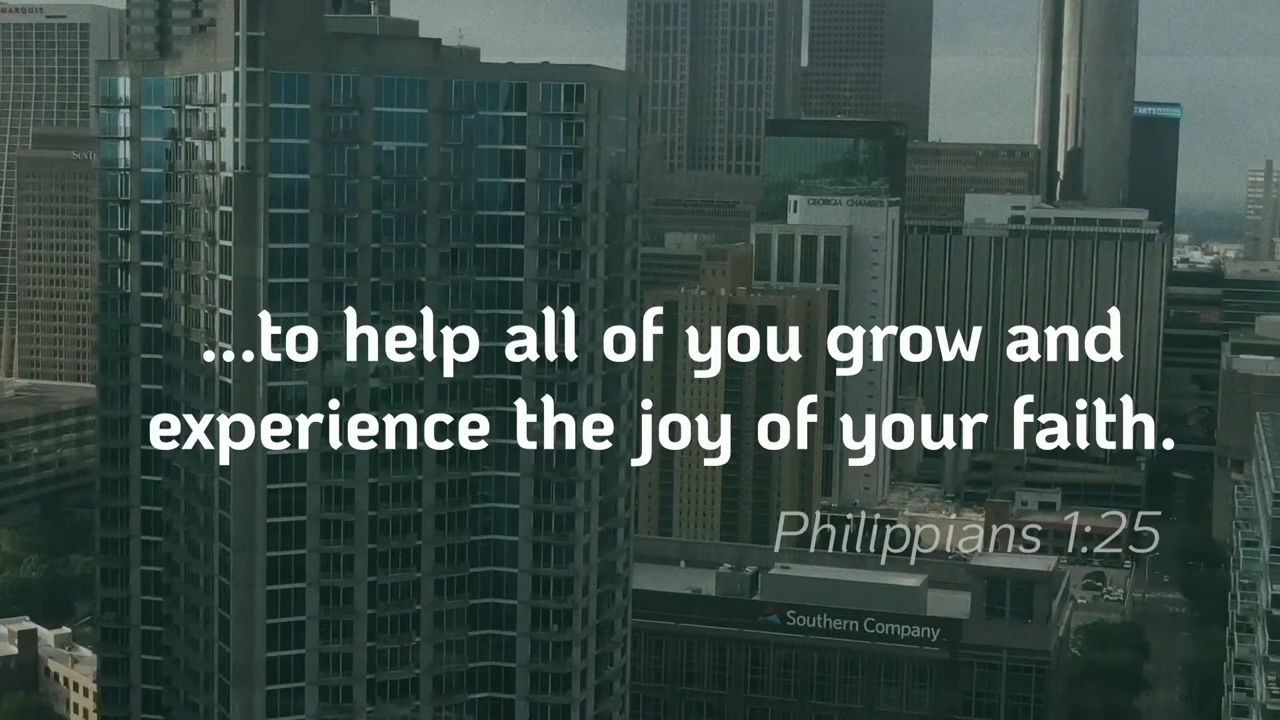 MARQUIS
GEORGIA CHAMBER
...to help all of you grow and
experience the joy of your faith.
Philippians 1:25
Southern Company